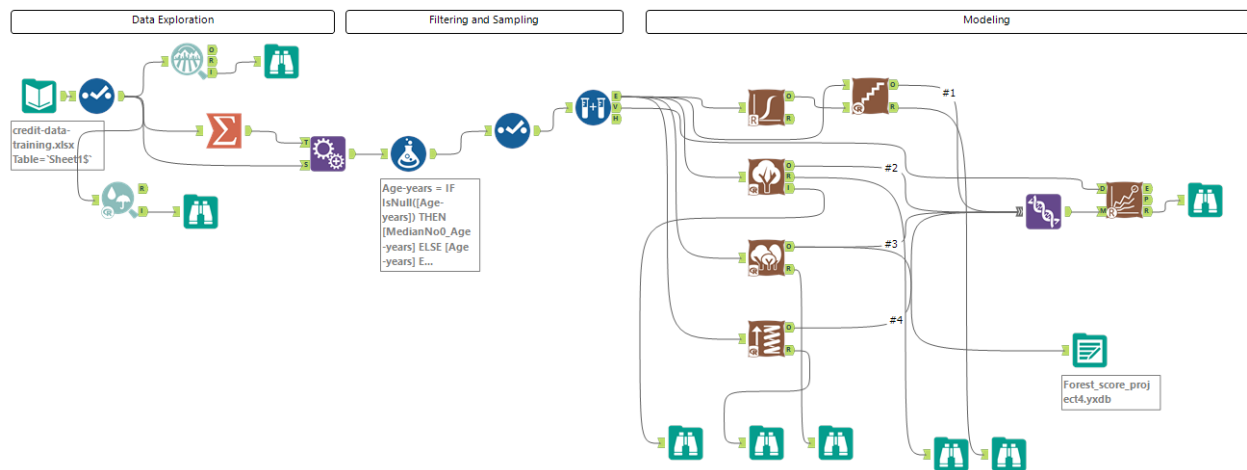 Data Exploration
Filtering and Sampling
Modeling
O
R
I
credit-data-
training.xlsx
Table=`Sheet1$`
T
S
R
I
Age-years = IF
IsNull([Age-
years]) THEN
[MedianNo0_Age
-years] ELSE [Age
-years] E...
E
V
H
O
R
R
O
R
R
#1
O
R
I
R
#2
O
R
R
#3
O
R
R
#4
D
M
R
E
P
R
Forest_score_proj
ect4.yxdb